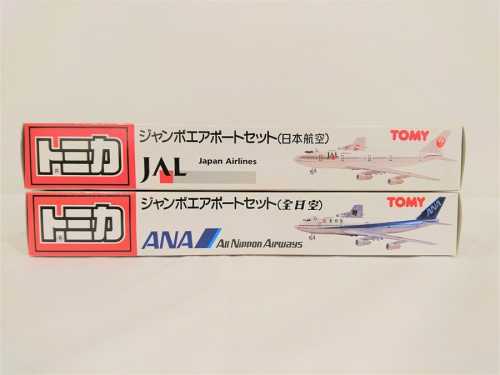 トミカ
ジャンボエアポートセット(日本航空)
TOMY
JAL
Japan Airlines
JAL
トミカ
ジャンボエアポートセット(全日空)
TOMY
ANA
All Nippon Airways
ANA